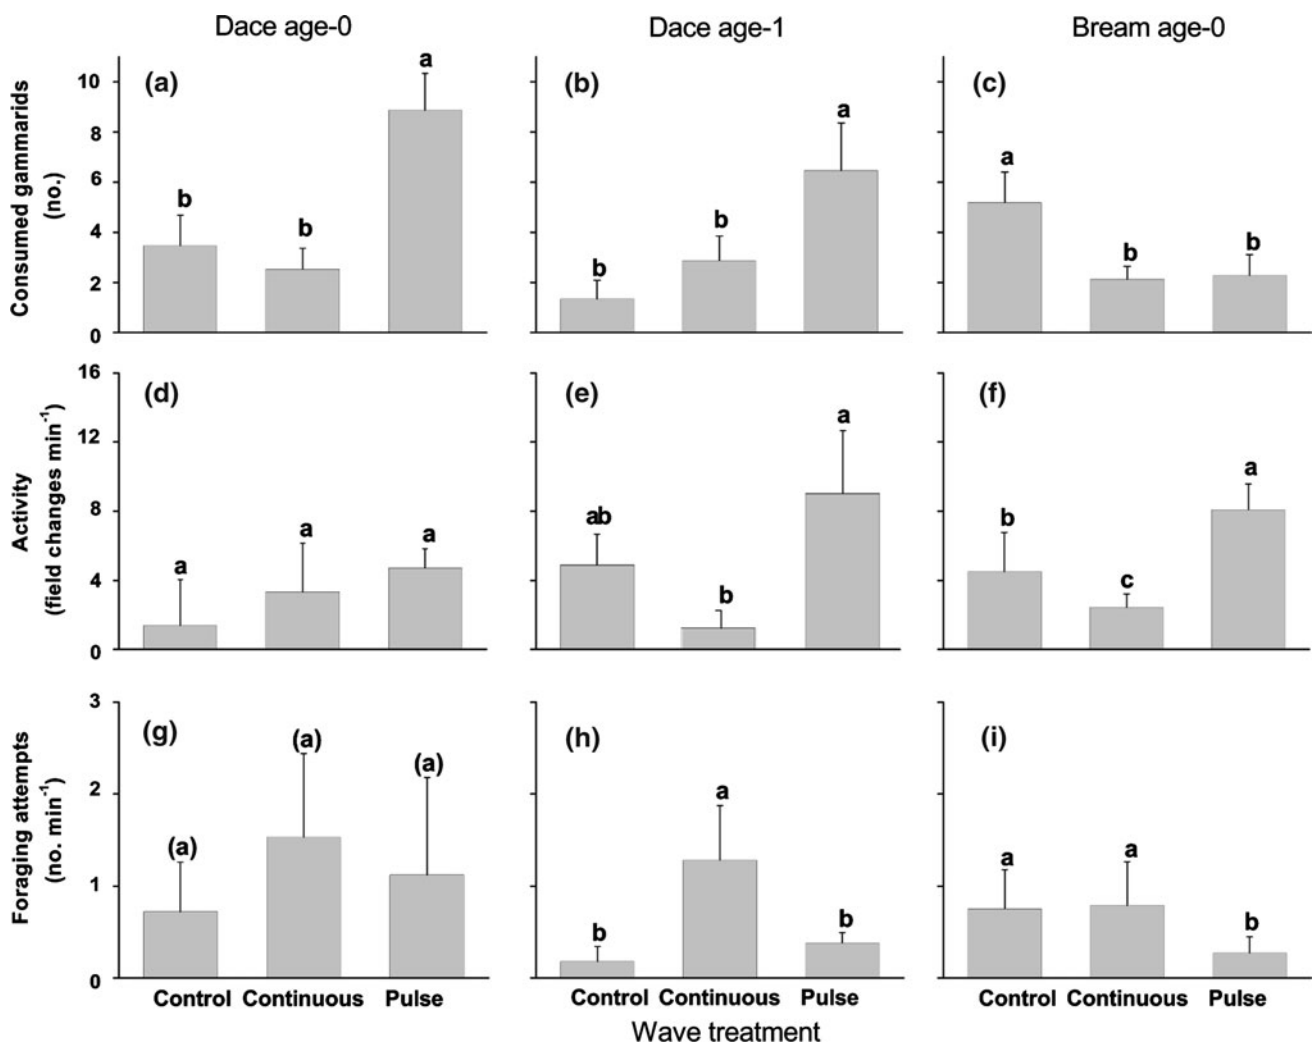 Dace age-0 Dace age-1 Bream age-0
Consumed gammarids
(no.)
10
8
6
4
2
0
(a)
b
b
a
(b)
b
b
a
(c)
a
b
b
Activity
(field changes min-1)
16
12
8
4
0
(d)
a
a
a
(e)
ab
b
a
(f)
b
c
a
Foraging attempts
(no. min-1)
3
2
1
0
(g)
(a)
(a)
(a)
(h)
b
a
b
(i)
a
a
b
Control Continuous Pulse Control Continuous Pulse Control Continuous Pulse
Wave treatment